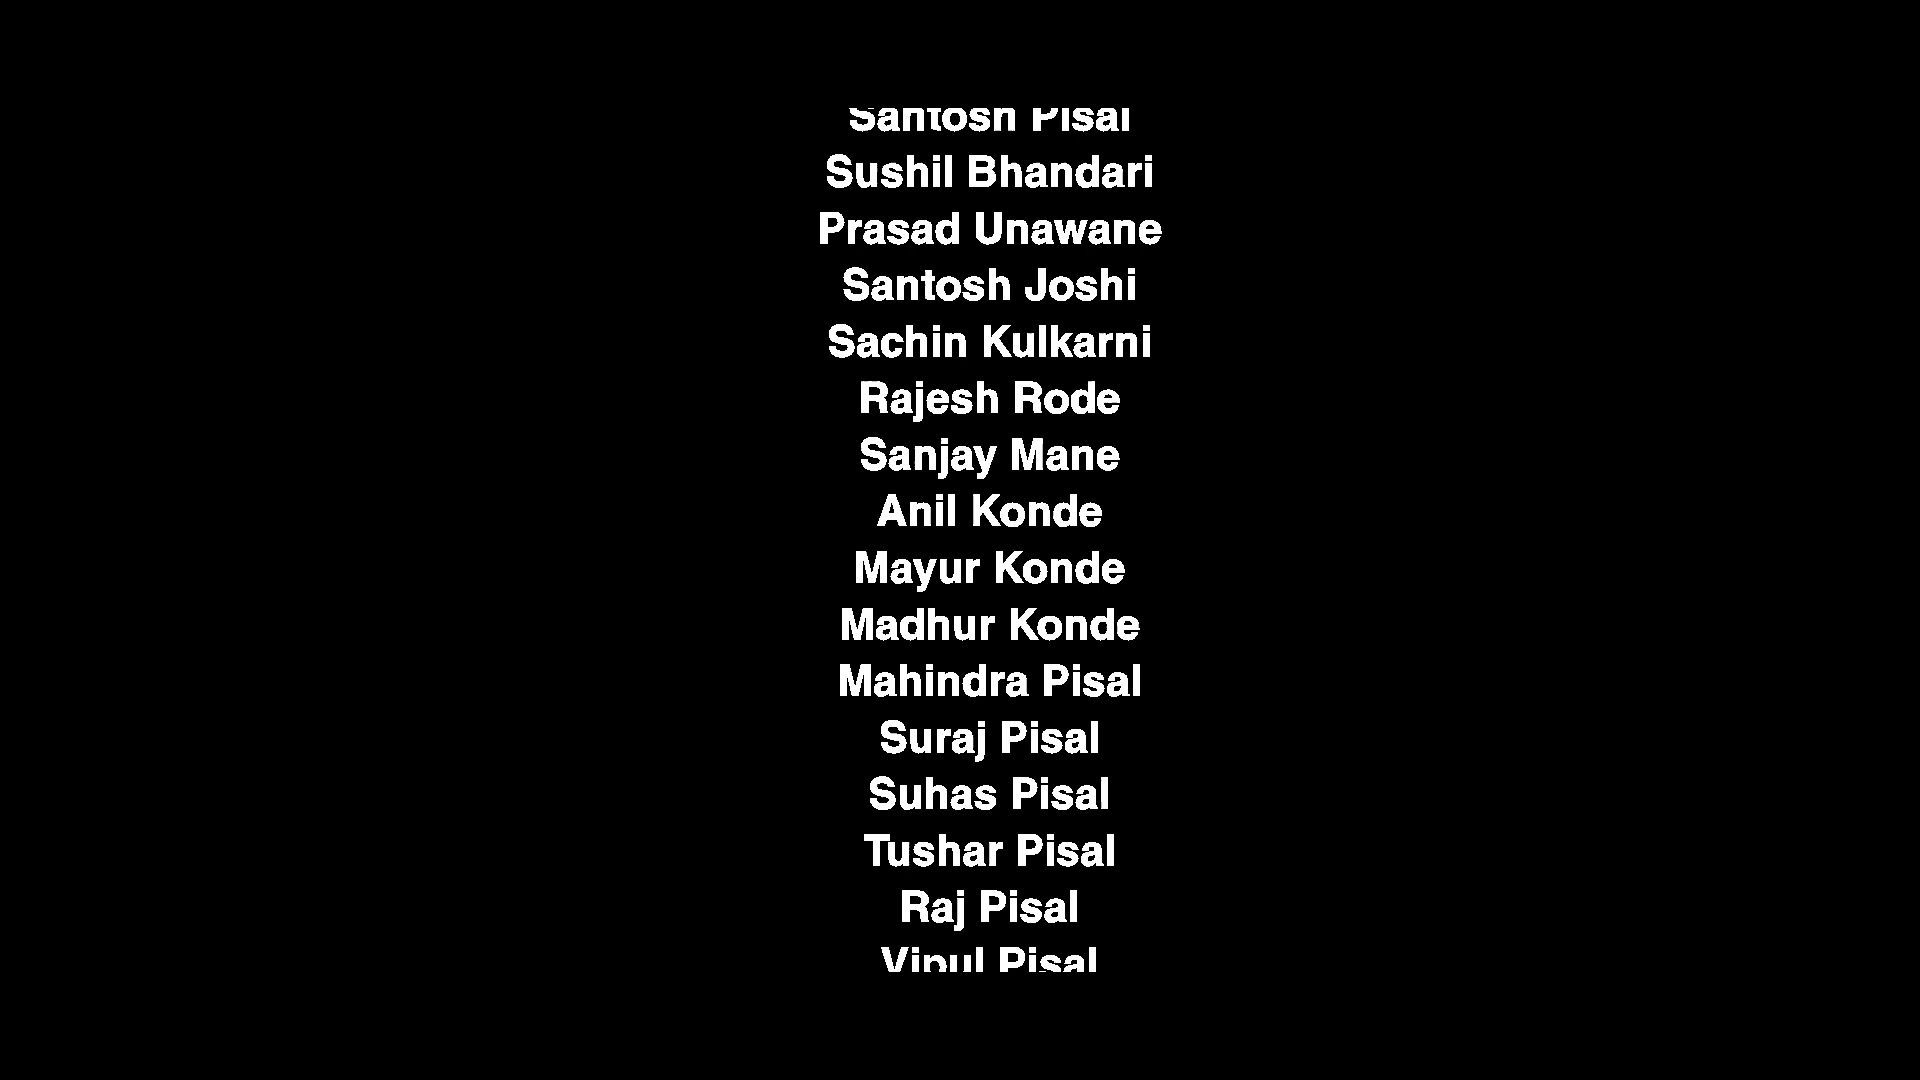 Santosh Pisal
Sushil Bhandari
Prasad Unawane
Santosh Joshi
Sachin Kulkarni
Rajesh Rode
Sanjay Mane
Anil Konde
Mayur Konde
Madhur Konde
Mahindra Pisal
Suraj Pisal
Suhas Pisal
Tushar Pisal
Raj Pisal
Vipul Pisal